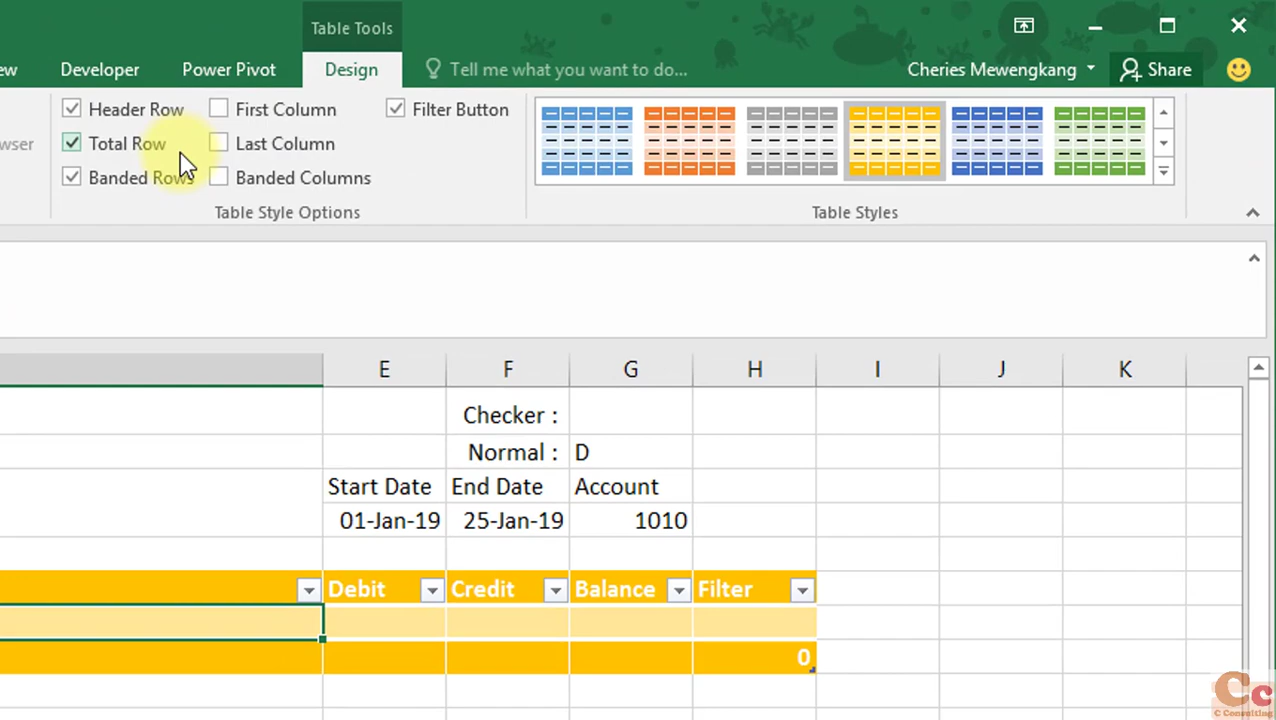 Table Tools
ew Developer Power Pivot Design Tell me what you want to do... Cheries Mewengkang Share
Header Row First Column Filter Button
wser Total Row Last Column
Banded Rows Banded Columns
Table Style Options Table Styles
E F G H I J K
Checker :
Normal : D
Start Date End Date Account
01-Jan-19 25-Jan-19 1010
Debit Credit Balance Filter
0
Cc
C Consulting